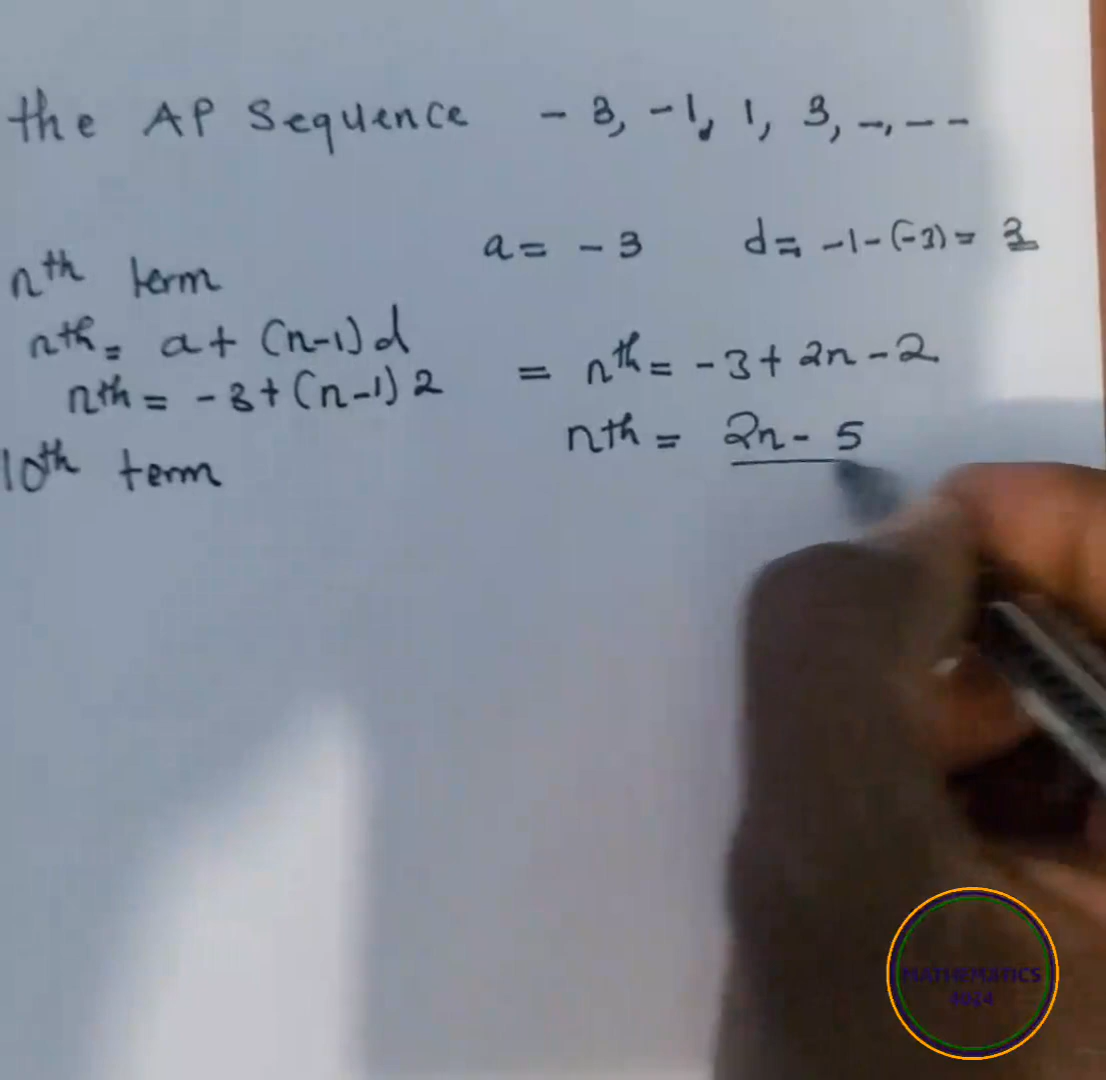 the AP Sequence - 3, -1, 1, 3, -, - -
a = - 3 d = -1 - (-3) = 2
nth term
nth = a + (n-1) d
nth = - 3 + (n-1) 2
= nth = - 3 + 2n - 2
nth = 2n - 5
10th term
MATHEMATICS